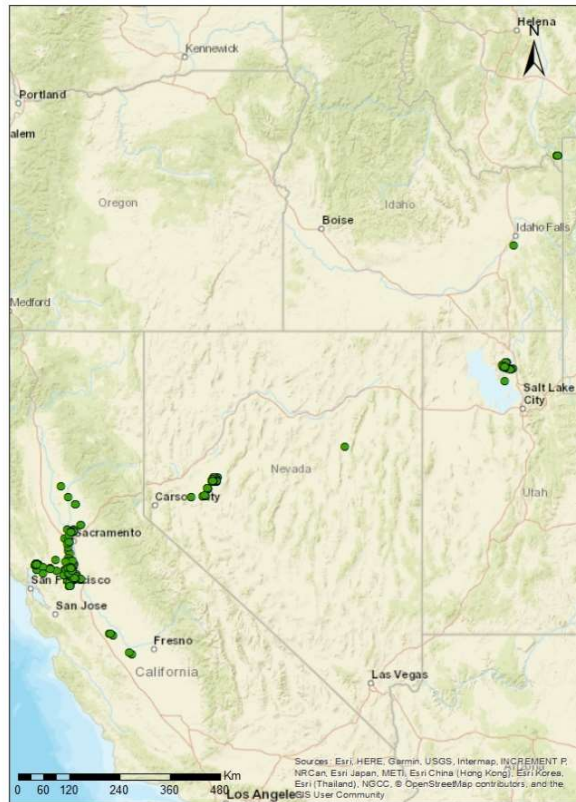 Helena
N
Kennewick
Portland
alem
Oregon
Idaho
Boise
Idaho Falls
Medford
Salt Lake
City
Nevada
Carson City
Utah
Sacramento
San Francisco
San Jose
Fresno
California
Las Vegas
Arizona
Sources: Esri, HERE, Garmin, USGS, Intermap, INCREMENT P,
NRCan, Esri Japan, METI, Esri China (Hong Kong), Esri Korea,
Esri (Thailand), NGCC, © OpenStreetMap contributors, and the
GIS User Community
Km
0 60 120 240 360 480
Los Angeles